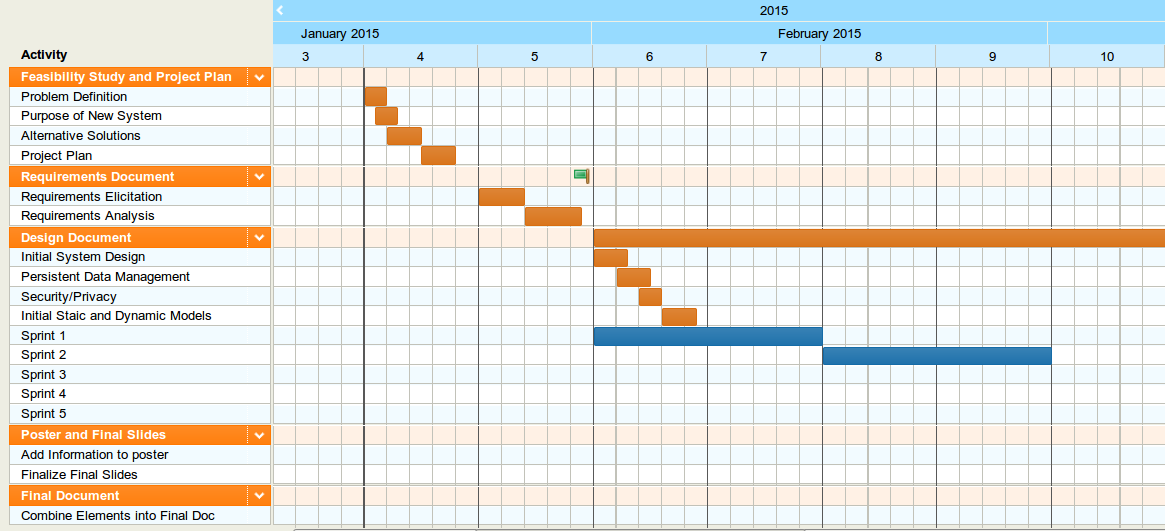 2015
January 2015 February 2015
Activity 3 4 5 6 7 8 9 10
Feasibility Study and Project Plan
Problem Definition
Purpose of New System
Alternative Solutions
Project Plan
Requirements Document
Requirements Elicitation
Requirements Analysis
Design Document
Initial System Design
Persistent Data Management
Security/Privacy
Initial Staic and Dynamic Models
Sprint 1
Sprint 2
Sprint 3
Sprint 4
Sprint 5
Poster and Final Slides
Add Information to poster
Finalize Final Slides
Final Document
Combine Elements into Final Doc